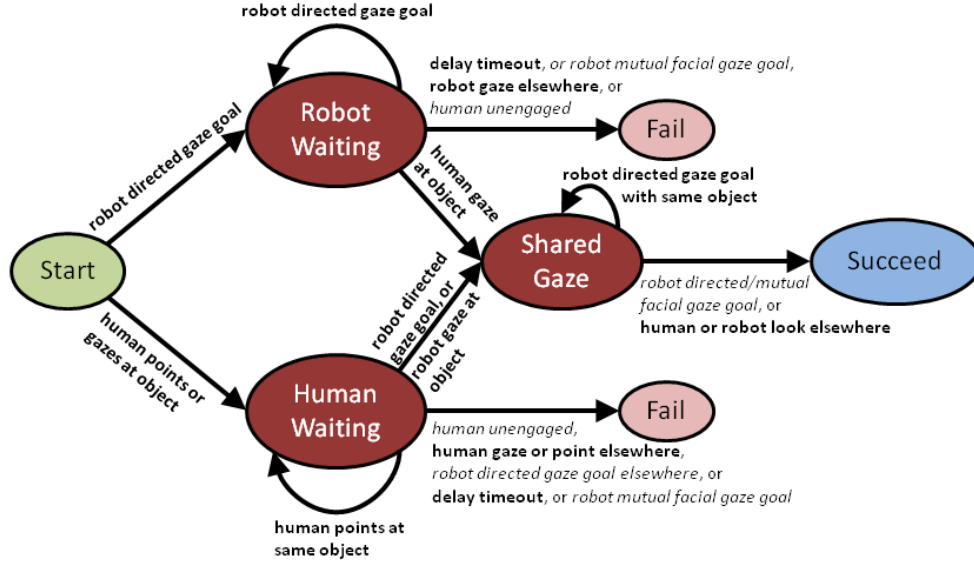 robot directed gaze goal
delay timeout, or robot mutual facial gaze goal,
robot gaze elsewhere, or
human unengaged
Robot
Waiting
Fail
robot directed gaze goal
human gaze
at object
robot directed gaze goal
with same object
Start
Shared
Gaze
Succeed
robot directed/mutual
facial gaze goal, or
human or robot look elsewhere
human points or
gazes at object
robot directed
gaze goal, or
robot gaze at
object
Human
Waiting
Fail
human unengaged,
human gaze or point elsewhere,
robot directed gaze goal elsewhere, or
delay timeout, or robot mutual facial gaze goal
human points at
same object